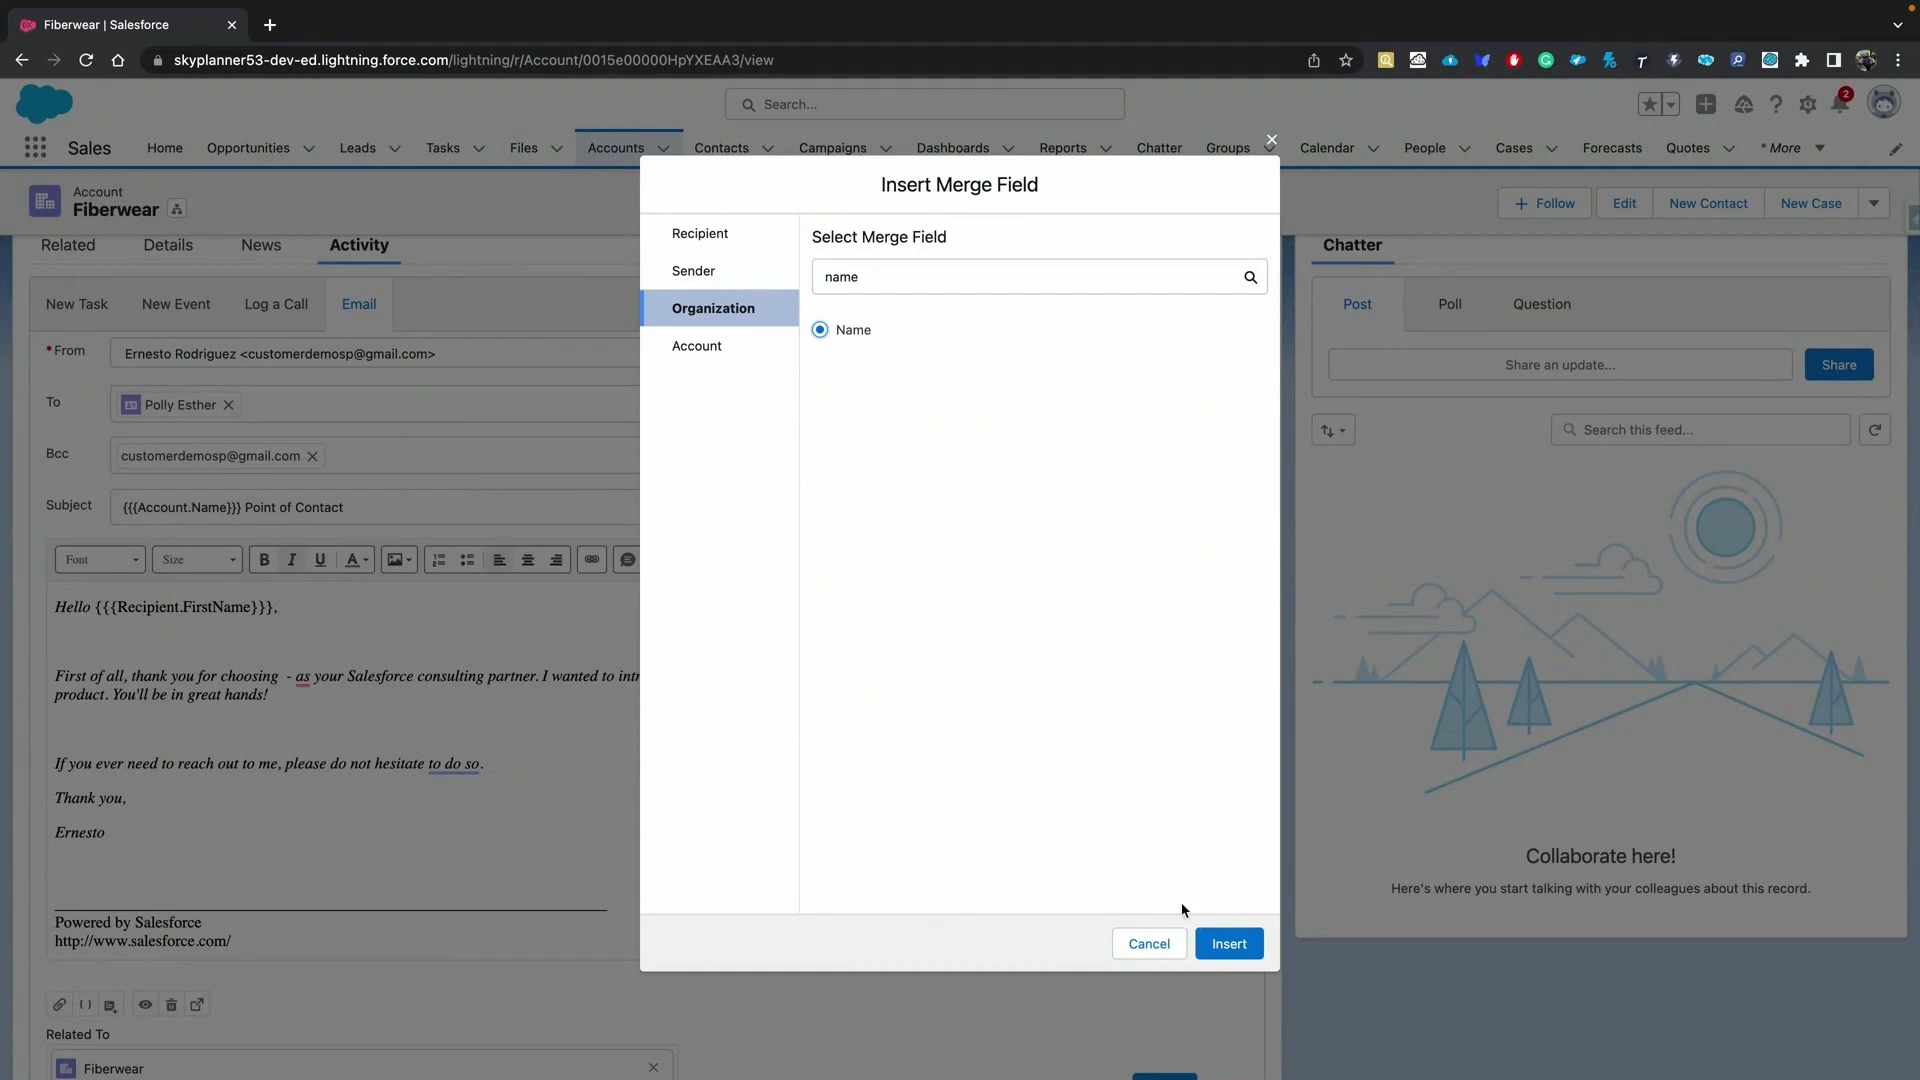 Fiberwear | Salesforce
skyplanner53-dev-ed.lightning.force.com/lightning/r/Account/0015e00000HpYXEAA3/view
Search...
2
Sales
Home
Opportunities
Leads
Tasks
Files
Accounts
Contacts
Campaigns
Dashboards
Reports
Chatter
Groups
Calendar
People
Cases
Forecasts
Quotes
* More
Account
Fiberwear
Follow
Edit
New Contact
New Case
Related
Details
News
Activity
New Task
New Event
Log a Call
Email
*From
Ernesto Rodriguez <customerdemosp@gmail.com>
To
Polly Esther
Bcc
customerdemosp@gmail.com
Subject
{{{Account.Name}}} Point of Contact
Font
Size
B
I
U
A
Hello {{{Recipient.FirstName}}},
First of all, thank you for choosing  - as your Salesforce consulting partner. I wanted to intr
product. You'll be in great hands!
If you ever need to reach out to me, please do not hesitate to do so.
Thank you,
Ernesto
Powered by Salesforce
http://www.salesforce.com/
Related To
Fiberwear
Insert Merge Field
Recipient
Sender
Organization
Account
Select Merge Field
name
Name
Cancel
Insert
Chatter
Post
Poll
Question
Share an update...
Share
Search this feed...
Collaborate here!
Here's where you start talking with your colleagues about this record.